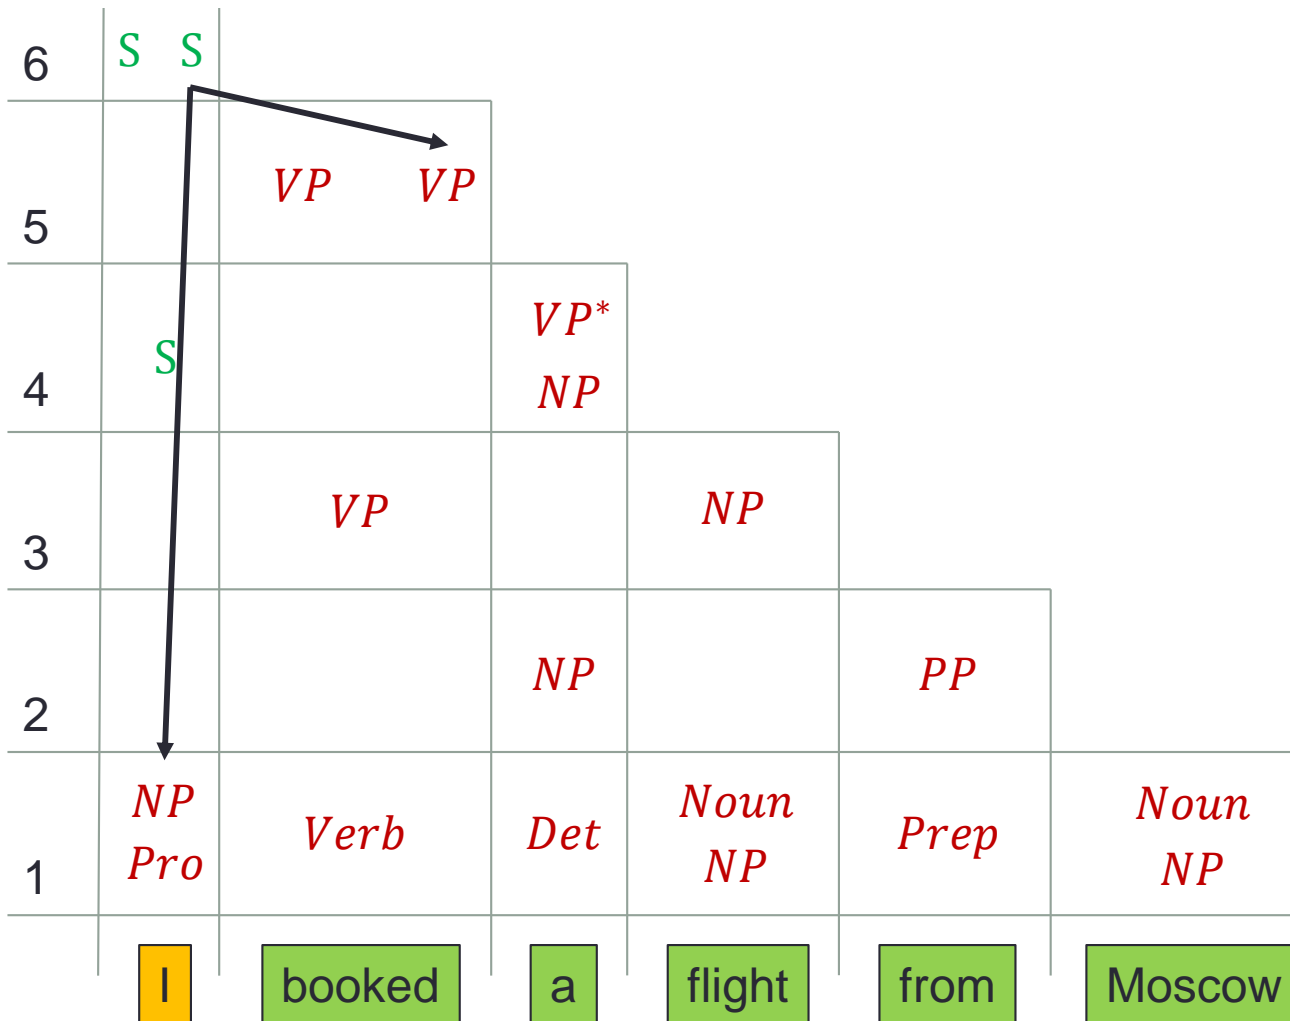 6 S S
5 VP VP
VP*
4 S NP
3 VP NP
2 NP PP
NP Noun Noun
1 Pro Verb Det NP Prep NP
I booked a flight from Moscow